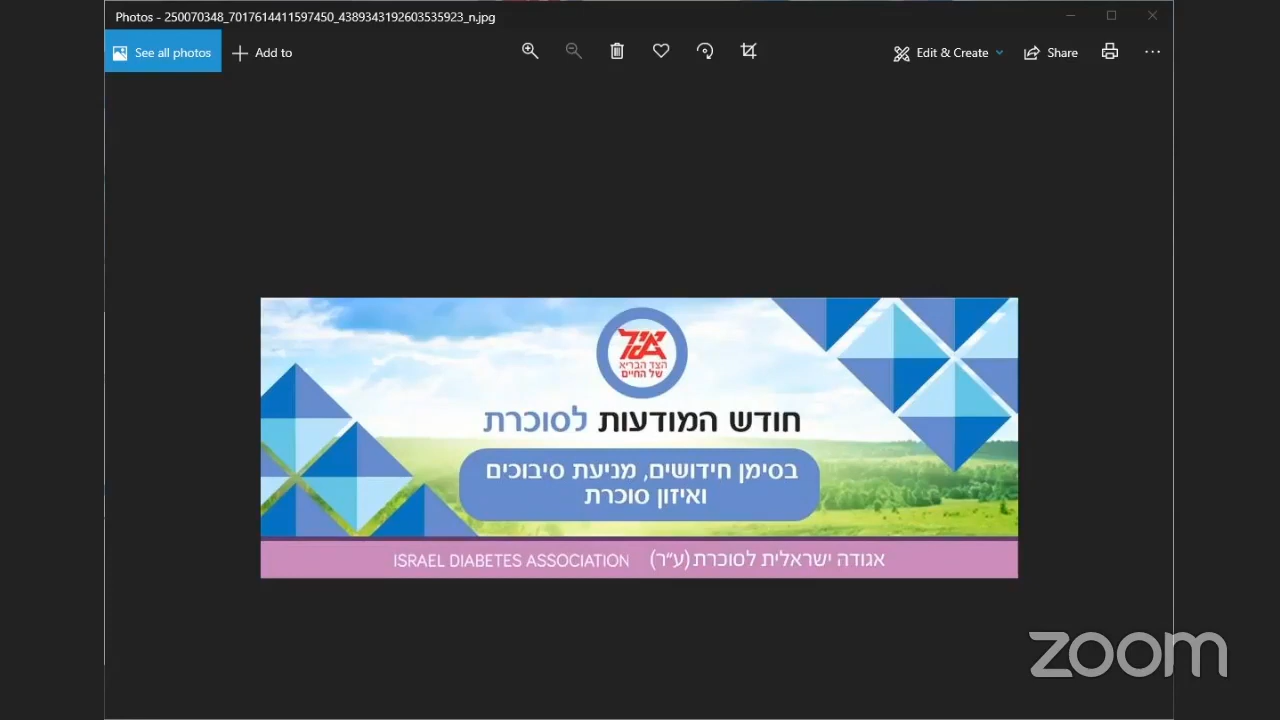 Photos - 250070348_7017614411597450_4389343192603535923_n.jpg
See all photos
Add to
Edit & Create
Share
הצד הבריא
של החיים
חודש המודעות לסוכרת
בסימן חידושים, מניעת סיבוכים
ואיזון סוכרת
אגודה ישראלית לסוכרת (ע״ר) ISRAEL DIABETES ASSOCIATION
zoom